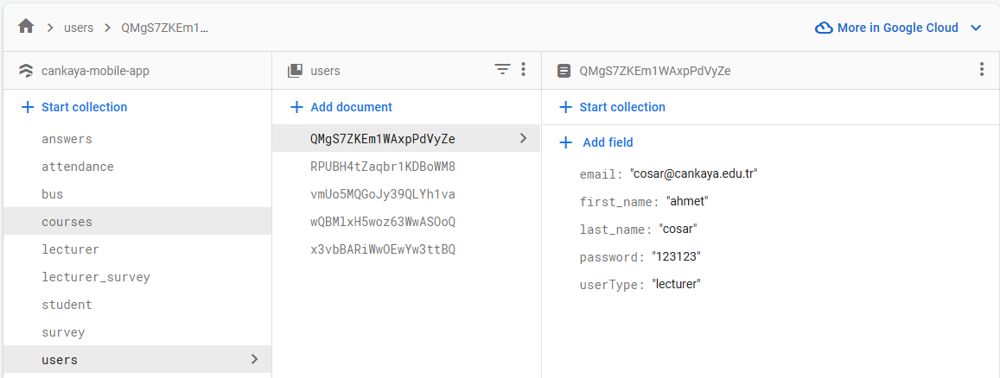 users
QMgS7ZKEm1...
More in Google Cloud
cankaya-mobile-app
Start collection
answers
attendance
bus
courses
lecturer
lecturer_survey
student
survey
users
users
Add document
QMgS7ZKEm1WAxpPdVyZe
RPUBH4tZaqbr1KDBoWM8
vmUo5MQGoJy39QLYh1va
wQBMlxH5woz63WwASOoQ
x3vbBARiWwOEwYw3ttBQ
QMgS7ZKEm1WAxpPdVyZe
Start collection
Add field
email: "cosar@cankaya.edu.tr"
first_name: "ahmet"
last_name: "cosar"
password: "123123"
userType: "lecturer"